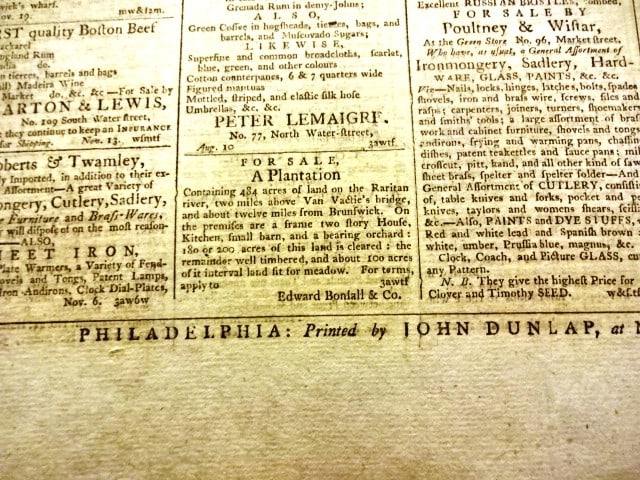 wick's wharf.
ov. 19. mw&f2m.
RST quality Boston Beef
ackarel
ngland Rum
do.
n tierces, barrels and bags
Madeira Wine
Market do. &c. &c.—For Sale by
ARTON & LEWIS,
No. 109 South Water street,
e they continue to keep an INSURANCE
for Shipping. Nov. 13. wsmtf
oberts & Twamley,
ly Imported, in addition to their ex-
Assortment—A great Variety of
ongery, Cutlery, Sadlery,
Furniture and Brass-Wares,
will dispose of on the most reason-
—ALSO,
EET IRON,
late Warmers, a Variety of Fend-
ovels and Tongs, Patent Lamps,
Iron Andirons, Clock Dial-Plates,
Nov. 6. 3aw6w
Grenada Rum in demy-Johns;
ALSO,
Green Coffee in hogsheads, tierces, bags, and
barrels, and Muscovado Sugars;
LIKEWISE,
Superfine and common broadcloths, scarlet,
blue, green, and other colours
Cotton counterpanes, 6 & 7 quarters wide
Figured mantuas
Mottled, striped, and elastic silk hose
Umbrellas, &c. &c.
PETER LEMAIGRE.
No. 77, North Water-street,
Aug. 10 3awtf
FOR SALE,
A Plantation
Containing 484 acres of land on the Raritan
river, two miles above Van Vactie's bridge,
and about twelve miles from Brunswick. On
the premises are a frame two story House,
Kitchen, small barn, and a bearing orchard:
180 or 200 acres of this land is cleared: the
remainder well timbered, and about 100 acres
of it interval land fit for meadow. For terms,
apply to 3awtf
Edward Bonsall & Co.
Excellent RUSSIAN BRISTLES, combed,
FOR SALE BY
Poultney & Wistar,
At the Green Store No. 96, Market street,
Who have, as usual, a General Assortment of
Ironmongery, Sadlery, Hard-
WARE, GLASS, PAINTS, &c. &c.
Viz—Nails, locks, hinges, latches, bolts, spades
shovels, iron and brass wire, screws, files and
rasps; carpenters, joiners, turners, shoemakers
and smiths' tools; a large assortment of brass
work and cabinet furniture, shovels and tongs
andirons, frying and warming pans, chassing
dishes, patent teakettles and sauce pans; mill
crosscut, pitt, hand, and all other kind of saws
sheet brass, spelter and spelter solder—And
General Assortment of CUTLERY, consisting
of, table knives and forks, pocket and pe
knives, taylors and womens shears, scissars
&c.—Also, PAINTS and DYE STUFFS,
Red and white lead and Spanish brown;
white, umber, Prussia blue, magnus, &c.
Clock, Coach, and Picture GLASS, cut
any Pattern.
N. B. They give the highest Price for
Clover and Timothy SEED. w&f.tf
PHILADELPHIA: Printed by JOHN DUNLAP, at